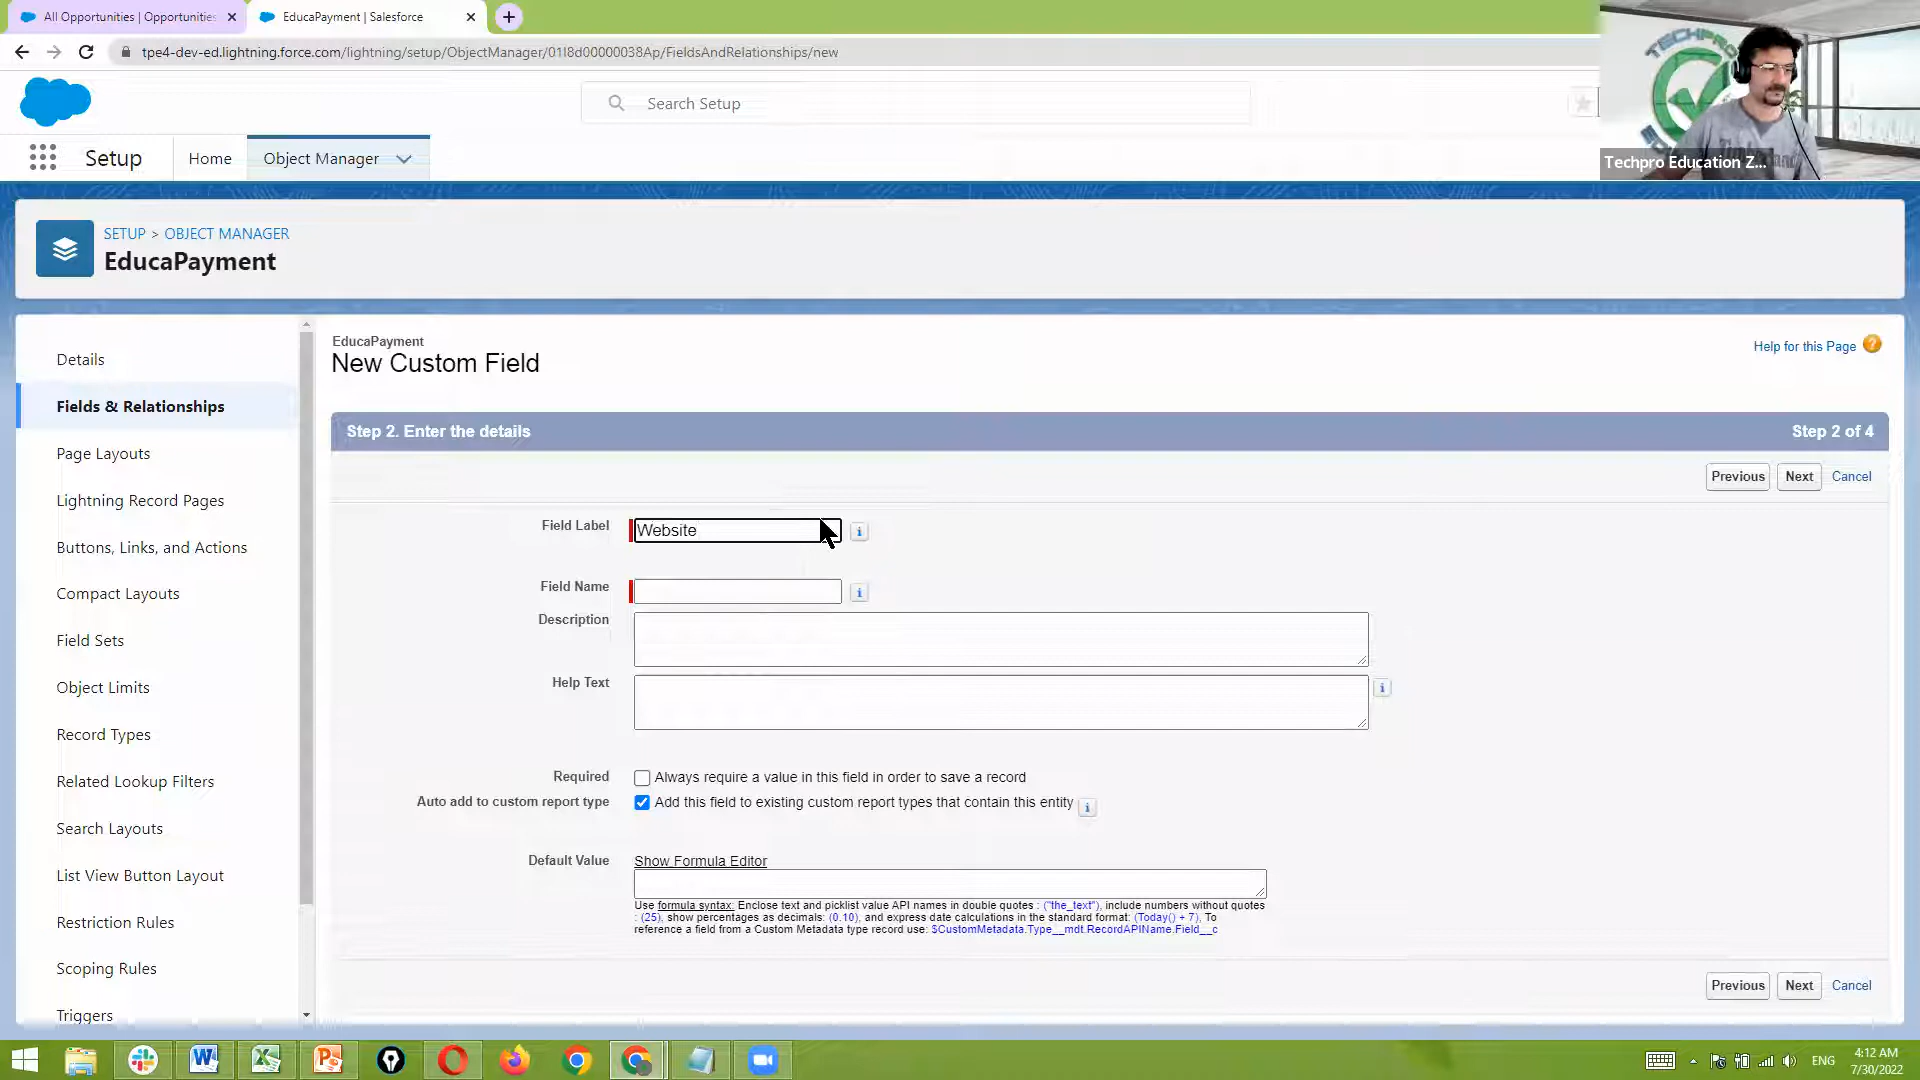 All Opportunities | Opportunities
EducaPayment | Salesforce
tpe4-dev-ed.lightning.force.com/lightning/setup/ObjectManager/01I8d00000038Ap/FieldsAndRelationships/new
TECHPRO
Techpro Education Z...
Search Setup
Setup
Home
Object Manager
SETUP > OBJECT MANAGER
EducaPayment
Details
Fields & Relationships
Page Layouts
Lightning Record Pages
Buttons, Links, and Actions
Compact Layouts
Field Sets
Object Limits
Record Types
Related Lookup Filters
Search Layouts
List View Button Layout
Restriction Rules
Scoping Rules
Triggers
EducaPayment
New Custom Field
Help for this Page
Step 2. Enter the details
Step 2 of 4
Previous Next Cancel
Field Label
Website
Field Name
Description
Help Text
Required
Always require a value in this field in order to save a record
Auto add to custom report type
Add this field to existing custom report types that contain this entity
Default Value
Show Formula Editor
Use formula syntax: Enclose text and picklist value API names in double quotes : ("the_text"), include numbers without quotes
: (25), show percentages as decimals: (0.10), and express date calculations in the standard format: (Today() + 7), To
reference a field from a Custom Metadata type record use: $CustomMetadata.Type__mdt.RecordAPIName.Field__c
Previous Next Cancel
ENG
4:12 AM
7/30/2022